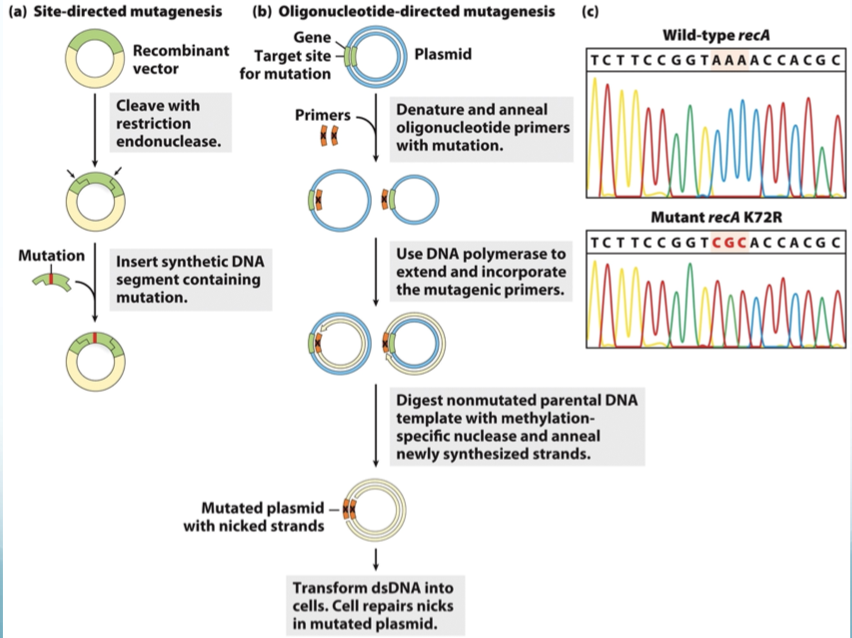 (a) Site-directed mutagenesis
Recombinant
vector
Cleave with
restriction
endonuclease.
Mutation
Insert synthetic DNA
segment containing
mutation.
(b) Oligonucleotide-directed mutagenesis
Gene
Target site
for mutation
Plasmid
Primers
Denature and anneal
oligonucleotide primers
with mutation.
Use DNA polymerase to
extend and incorporate
the mutagenic primers.
Digest nonmutated parental DNA
template with methylation-
specific nuclease and anneal
newly synthesized strands.
Mutated plasmid
with nicked strands
Transform dsDNA into
cells. Cell repairs nicks
in mutated plasmid.
(c)
Wild-type recA
T C T T C C G G T A A A A C C A C G C
Mutant recA K72R
T C T T C C G G T C G C A C C A C G C